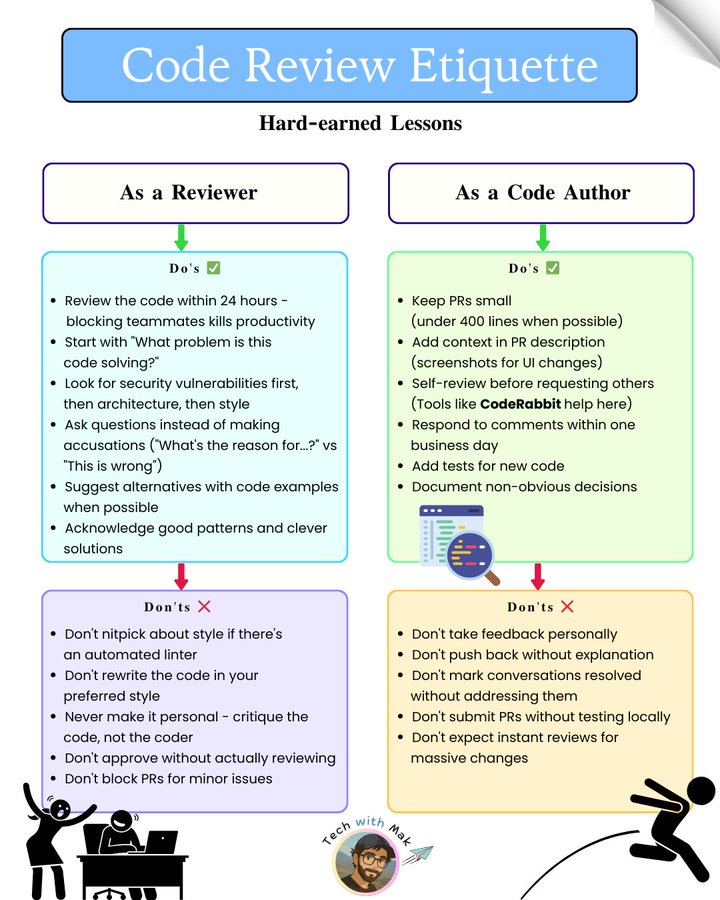 Code Review Etiquette
Hard-earned Lessons
As a Reviewer
Do's ✅
• Review the code within 24 hours -
blocking teammates kills productivity
• Start with "What problem is this
code solving?"
• Look for security vulnerabilities first,
then architecture, then style
• Ask questions instead of making
accusations ("What's the reason for...?" vs
"This is wrong")
• Suggest alternatives with code examples
when possible
• Acknowledge good patterns and clever
solutions
Don'ts ❌
• Don't nitpick about style if there's
an automated linter
• Don't rewrite the code in your
preferred style
• Never make it personal - critique the
code, not the coder
• Don't approve without actually reviewing
• Don't block PRs for minor issues
As a Code Author
Do's ✅
• Keep PRs small
(under 400 lines when possible)
• Add context in PR description
(screenshots for UI changes)
• Self-review before requesting others
(Tools like CodeRabbit help here)
• Respond to comments within one
business day
• Add tests for new code
• Document non-obvious decisions
Don'ts ❌
• Don't take feedback personally
• Don't push back without explanation
• Don't mark conversations resolved
without addressing them
• Don't submit PRs without testing locally
• Don't expect instant reviews for
massive changes
Tech with Mak